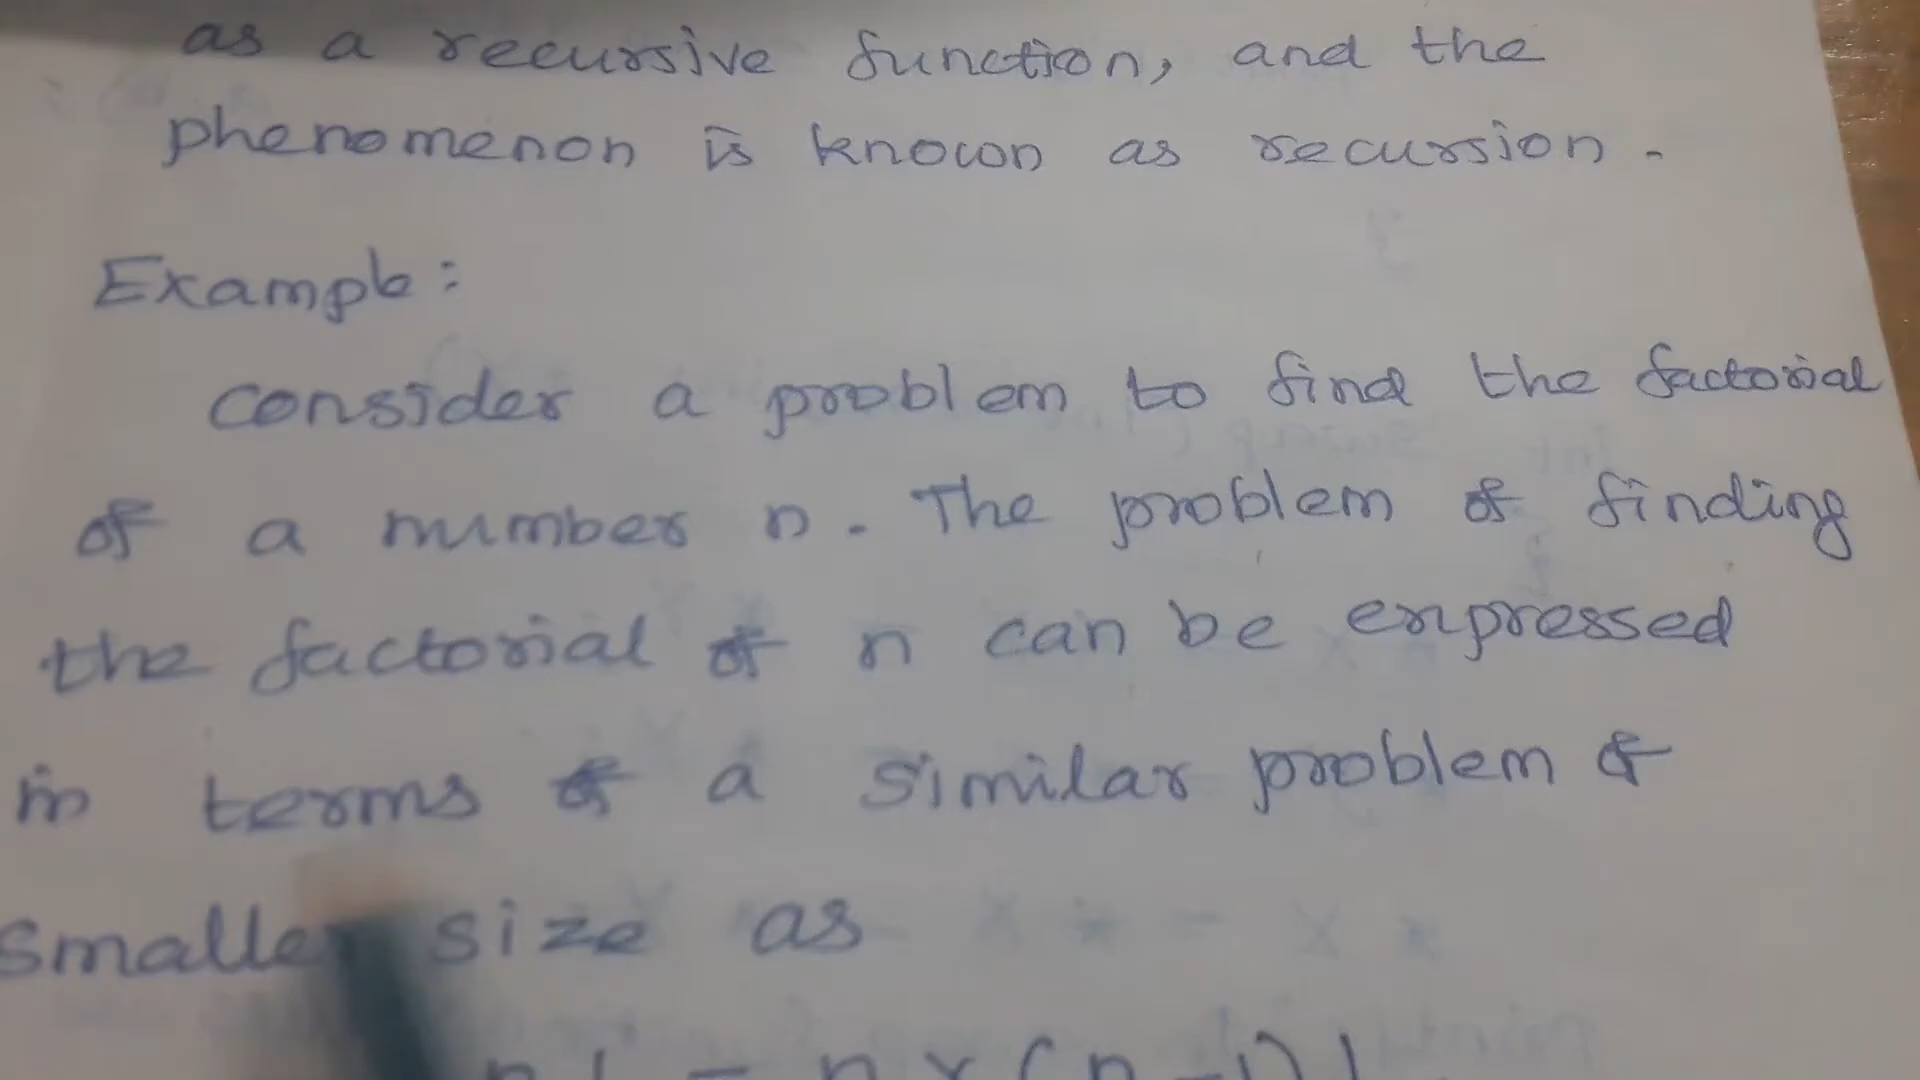 as a recursive function, and the
phenomenon is known as recursion.
Example:
consider a problem to find the factorial
of a number n. The problem of finding
the factorial of n can be expressed
in terms of a similar problem of
smaller size as
n! = n x (n-1)!